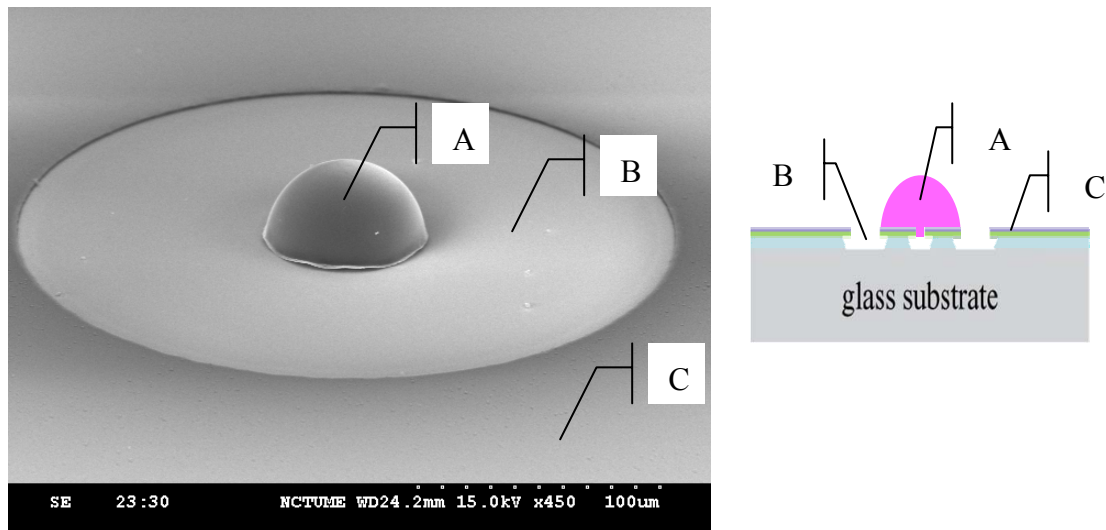 A
B
C
SE 23:30 NCTUME WD24.2mm 15.0kV x450 100um
A
B
C
glass substrate